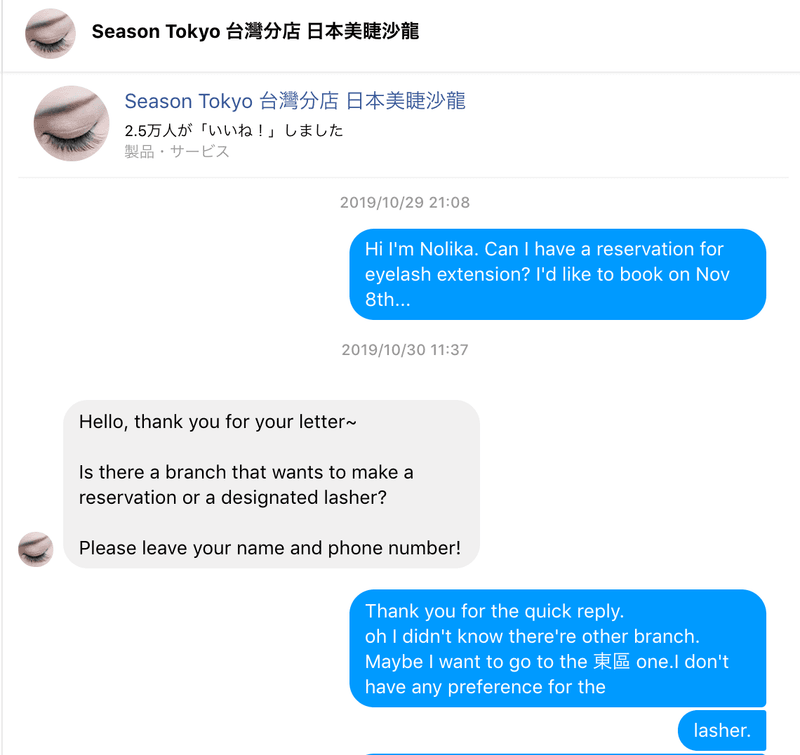 Season Tokyo 台灣分店 日本美睫沙龍
Season Tokyo 台灣分店 日本美睫沙龍
2.5万人が「いいね！」しました
製品・サービス
2019/10/29 21:08
Hi I'm Nolika. Can I have a reservation for
eyelash extension? I'd like to book on Nov
8th...
2019/10/30 11:37
Hello, thank you for your letter~
Is there a branch that wants to make a
reservation or a designated lasher?
Please leave your name and phone number!
Thank you for the quick reply.
oh I didn't know there're other branch.
Maybe I want to go to the 東區 one.I don't
have any preference for the
lasher.